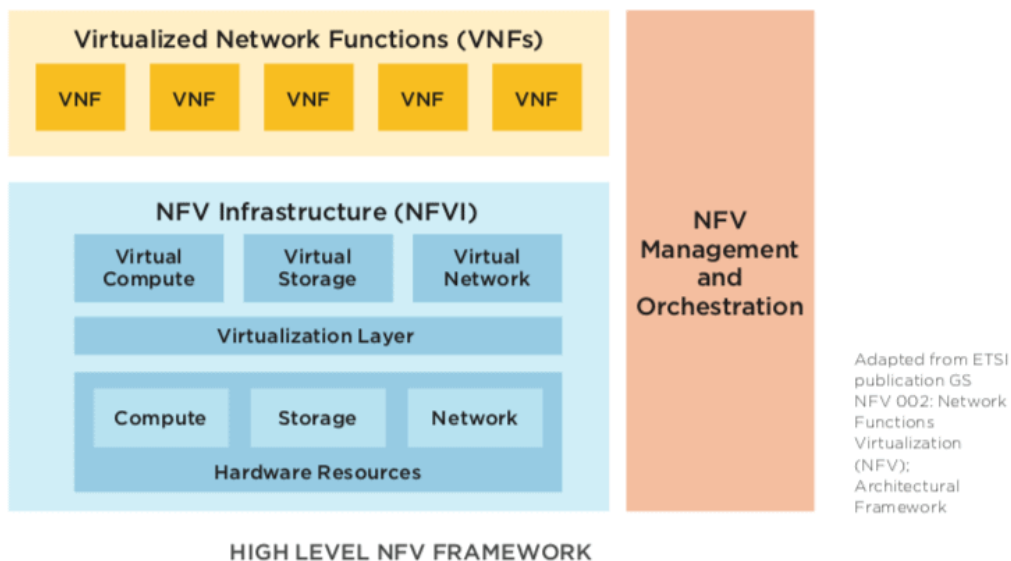 Virtualized Network Functions (VNFs)
VNF
VNF
VNF
VNF
VNF
NFV Infrastructure (NFVI)
Virtual
Compute
Virtual
Storage
Virtual
Network
Virtualization Layer
Compute
Storage
Network
Hardware Resources
NFV
Management
and
Orchestration
Adapted from ETSI
publication GS
NFV 002: Network
Functions
Virtualization
(NFV);
Architectural
Framework
HIGH LEVEL NFV FRAMEWORK